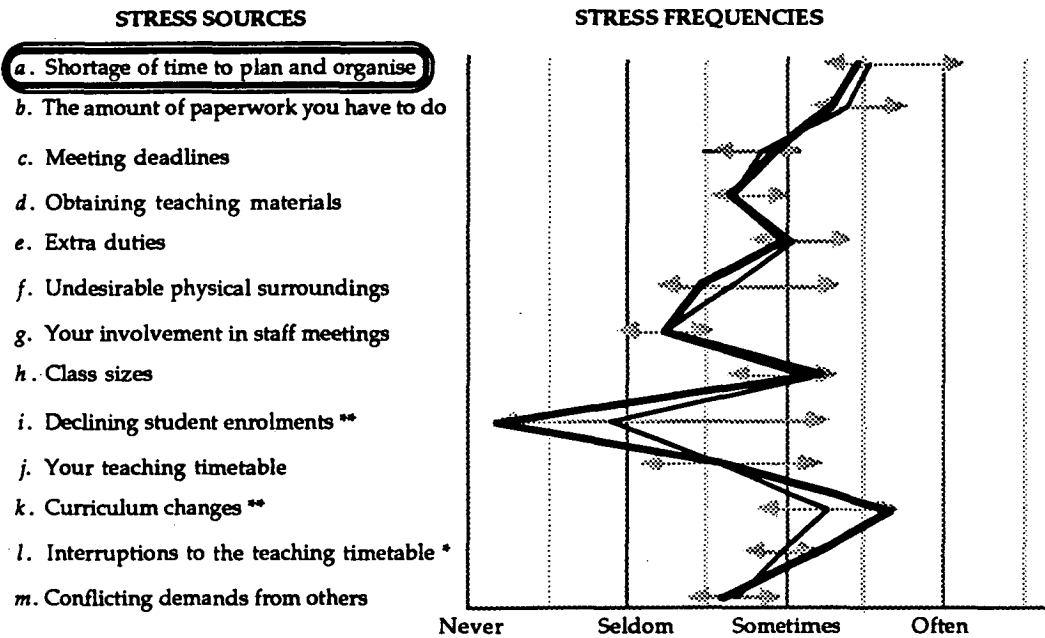 STRESS SOURCES
STRESS FREQUENCIES
a. Shortage of time to plan and organise
b. The amount of paperwork you have to do
c. Meeting deadlines
d. Obtaining teaching materials
e. Extra duties
f. Undesirable physical surroundings
g. Your involvement in staff meetings
h. Class sizes
i. Declining student enrolments **
j. Your teaching timetable
k. Curriculum changes **
l. Interruptions to the teaching timetable *
m. Conflicting demands from others
Never Seldom Sometimes Often